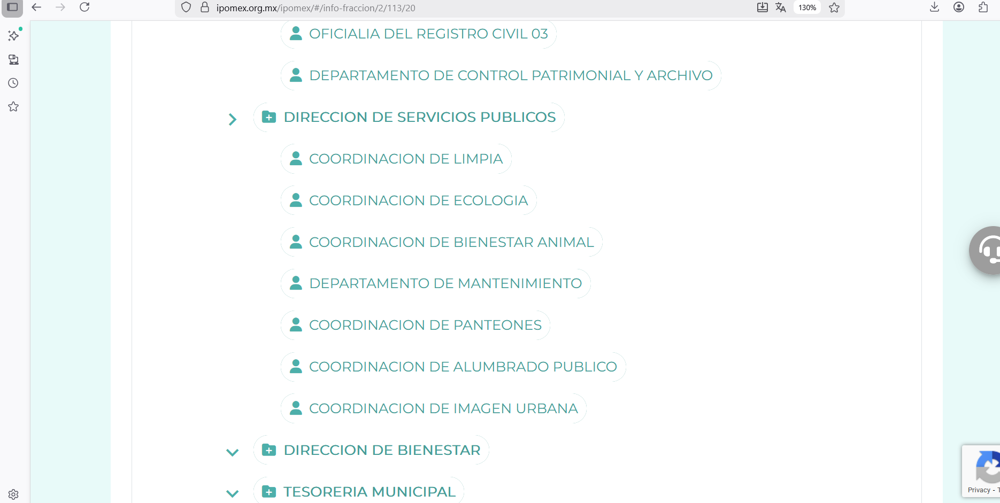 ipomex.org.mx/ipomex/#/info-fraccion/2/113/20
130%
OFICIALIA DEL REGISTRO CIVIL 03
DEPARTAMENTO DE CONTROL PATRIMONIAL Y ARCHIVO
DIRECCION DE SERVICIOS PUBLICOS
COORDINACION DE LIMPIA
COORDINACION DE ECOLOGIA
COORDINACION DE BIENESTAR ANIMAL
DEPARTAMENTO DE MANTENIMIENTO
COORDINACION DE PANTEONES
COORDINACION DE ALUMBRADO PUBLICO
COORDINACION DE IMAGEN URBANA
DIRECCION DE BIENESTAR
TESORERIA MUNICIPAL
Privacy -